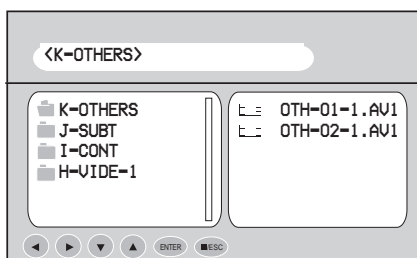 <K-OTHERS>
K-OTHERS
J-SUBT
I-CONT
H-VIDE-1
OTH-01-1.AV1
OTH-02-1.AV1
ENTER
■ESC